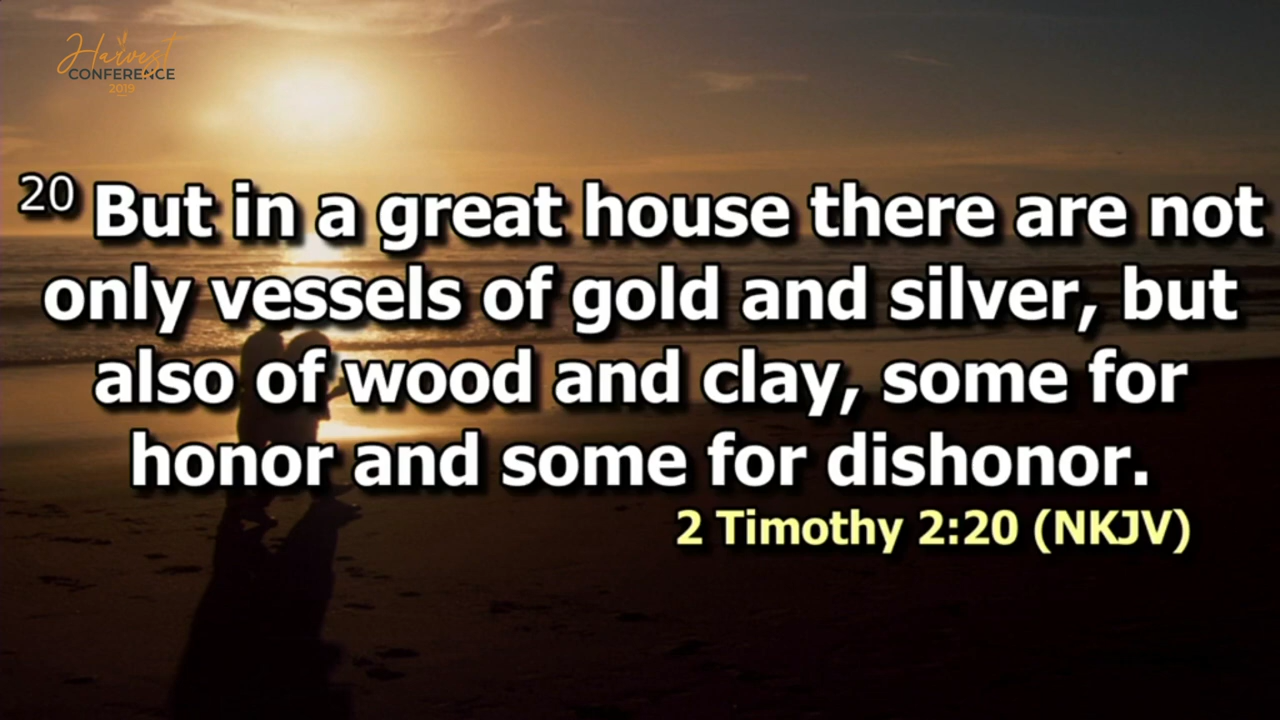 Harvest
CONFERENCE
2019
20 But in a great house there are not
only vessels of gold and silver, but
also of wood and clay, some for
honor and some for dishonor.
2 Timothy 2:20 (NKJV)